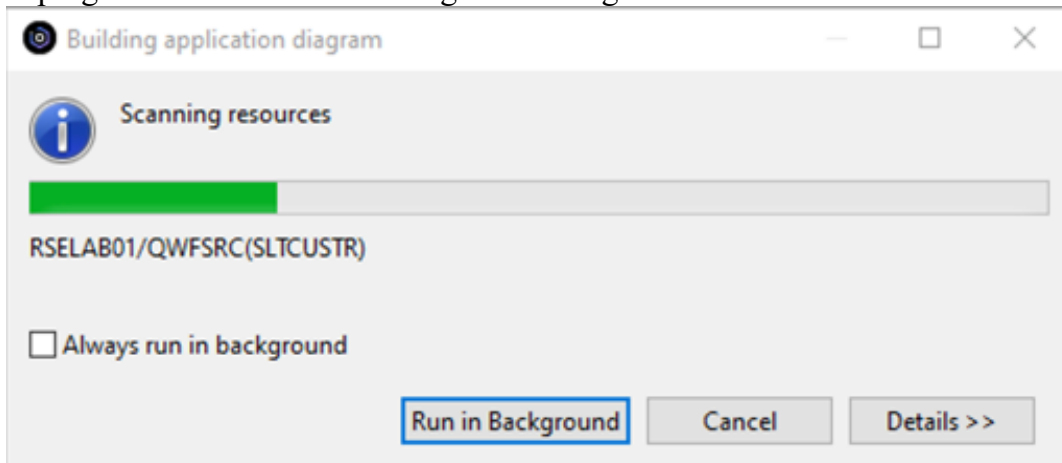 Building application diagram
Scanning resources
RSELAB01/QWFSRC(SLTCUSTR)
Always run in background
Run in Background Cancel Details >>